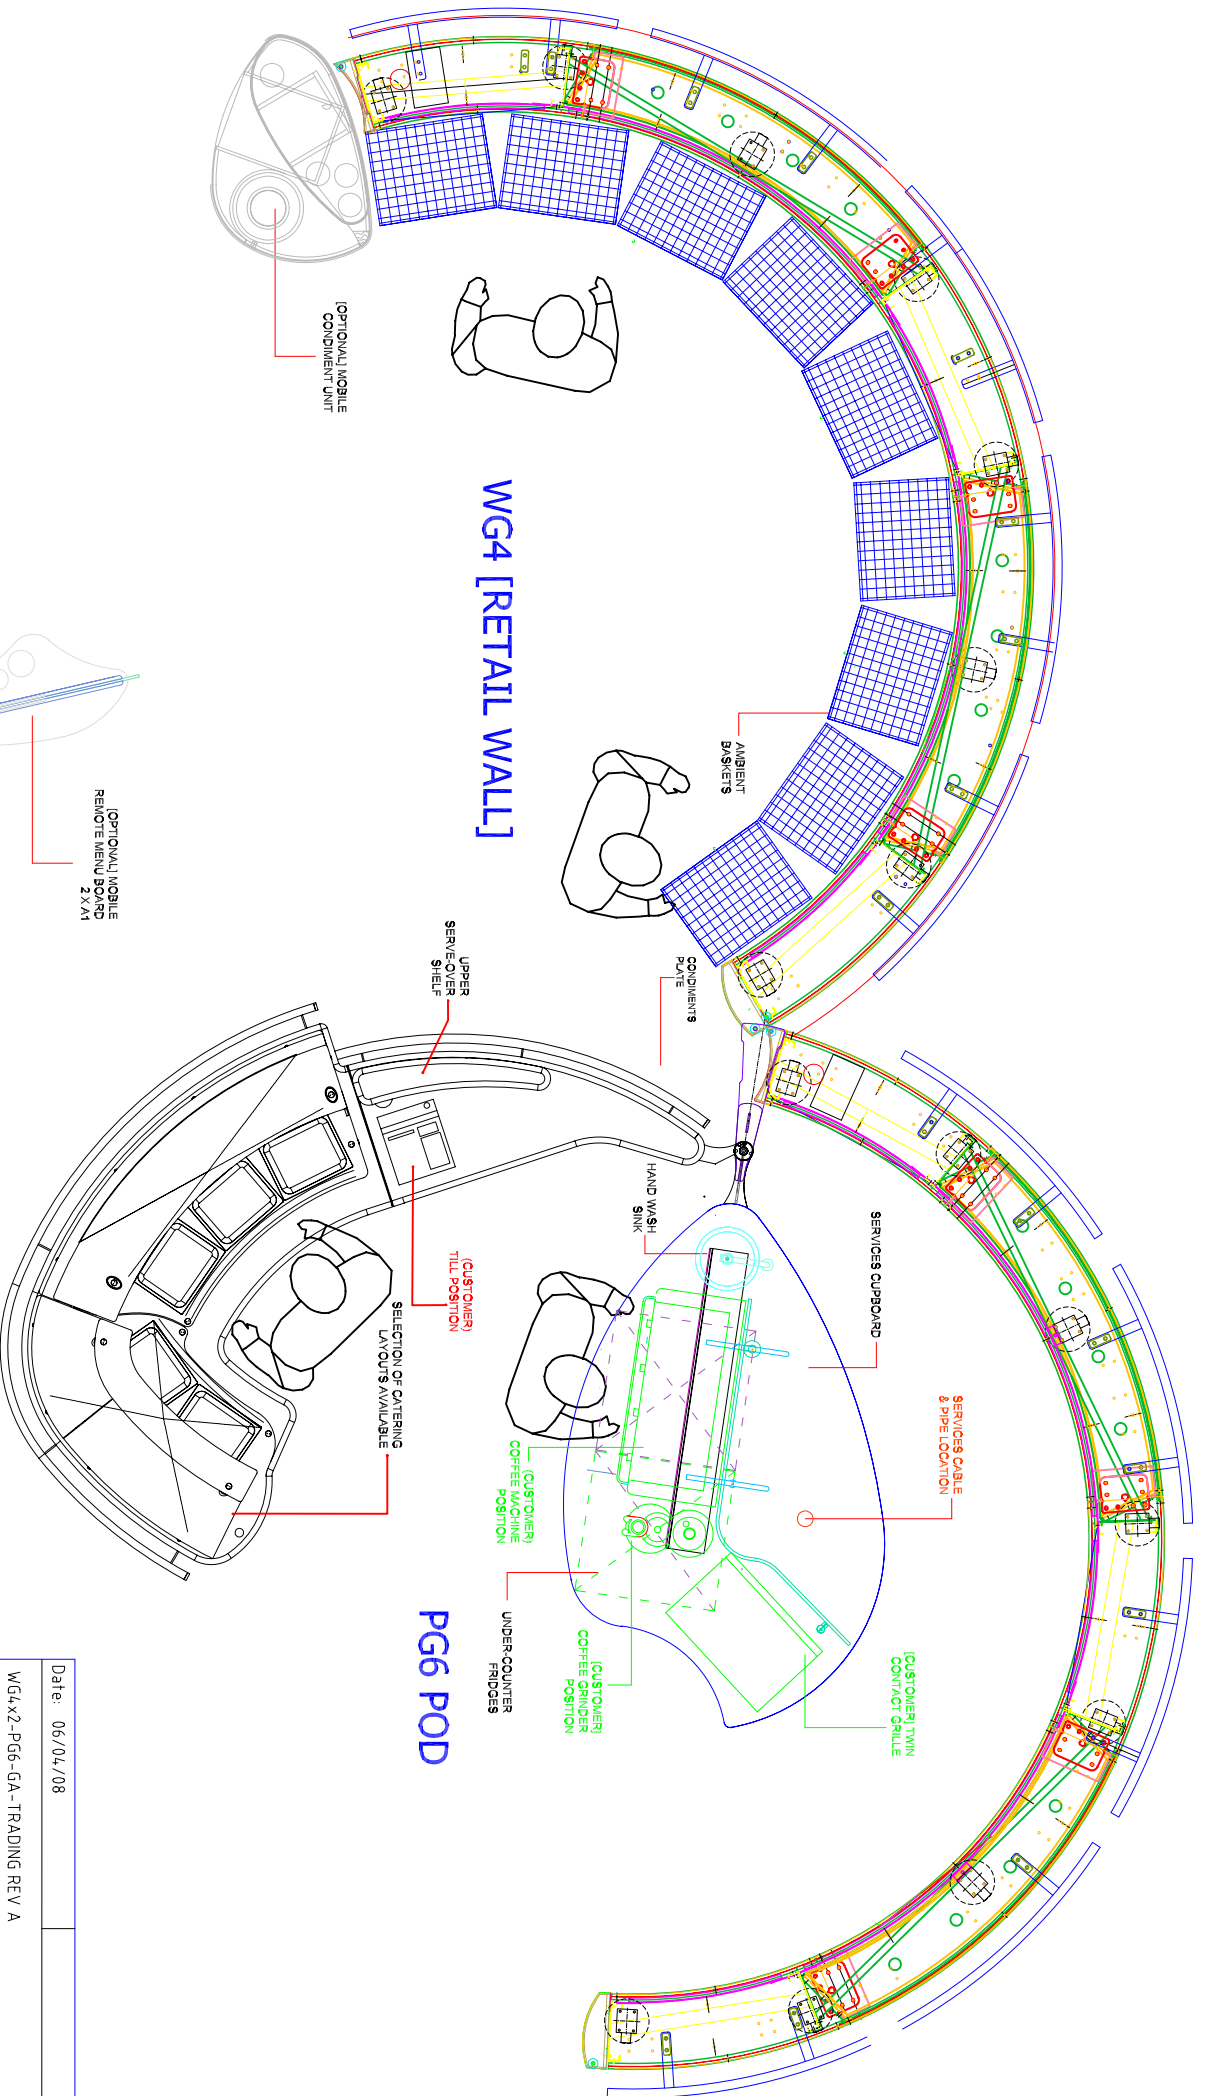 [OPTIONAL] MOBILE
CONDIMENT UNIT
WG4 [RETAIL WALL]
AMBIENT
BASKETS
[OPTIONAL] MOBILE
REMOTE MENU BOARD
2 X A1
UPPER
SERVE-OVER
SHELF
CONDIMENTS
PLATE
HAND WASH
SINK
SERVICES CUPBOARD
(CUSTOMER)
TILL POSITION
SELECTION OF CATERING
LAYOUTS AVAILABLE
SERVICES CABLE
& PIPE LOCATION
(CUSTOMER)
COFFEE MACHINE
POSITION
UNDER-COUNTER
FRIDGES
[CUSTOMER]
COFFEE GRINDER
POSITION
[CUSTOMER] TWIN
CONTACT GRILLE
PG6 POD
Date: 06/04/08
WG4x2-PG6-GA-TRADING REV A